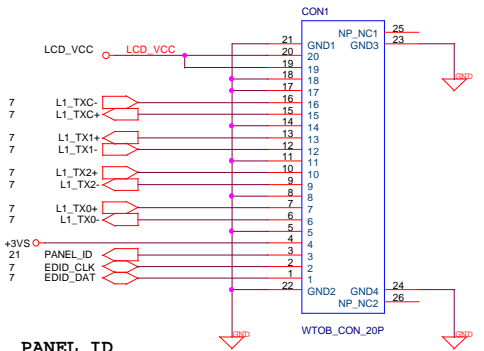 CON1
NP_NC1 25
21 GND1 GND3 23
LCD_VCC LCD_VCC 20 20
19 19
18 18
17 17
7 L1_TXC- 16 16
7 L1_TXC+ 15 15
14 14
7 L1_TX1+ 13 13
7 L1_TX1- 12 12
11 11
7 L1_TX2+ 10 10
7 L1_TX2- 9 9
8 8
7 L1_TX0+ 7 7
7 L1_TX0- 6 6
5 5
+3VS 4 4
21 PANEL_ID 3 3
7 EDID_CLK 2 2
7 EDID_DAT 1 1
22 GND2 GND4 24
NP_NC2 26
WTOB_CON_20P
GND
GND
GND
PANEL ID